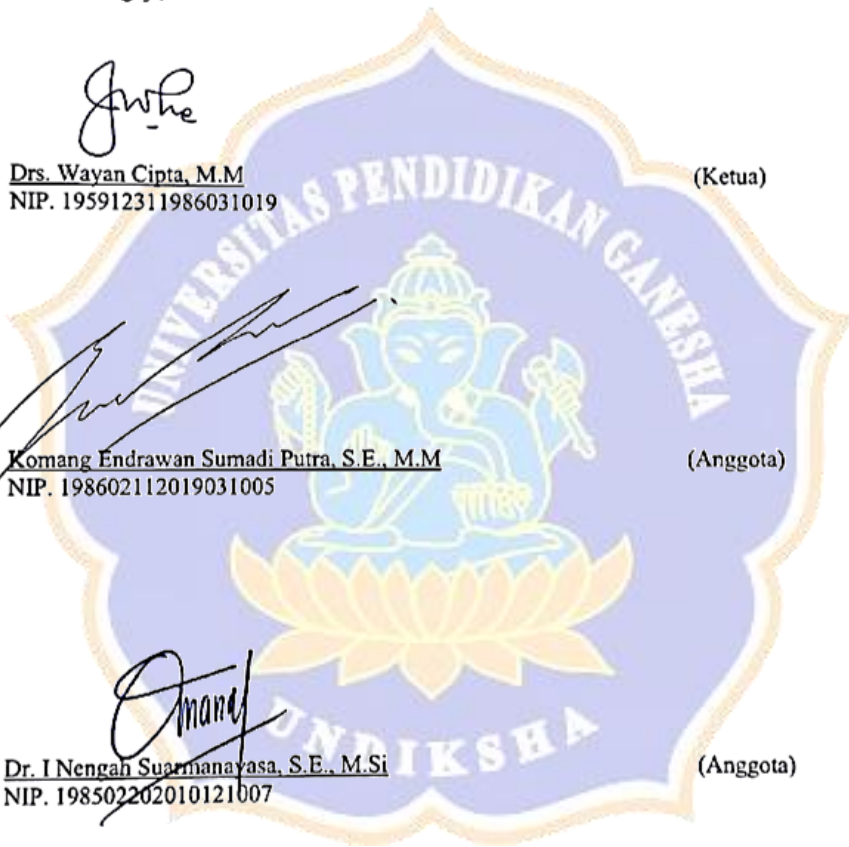 Drs. Wayan Cipta, M.M (Ketua)
NIP. 195912311986031019
UNIVERSITAS PENDIDIKAN GANESHA
Komang Endrawan Sumadi Putra, S.E., M.M (Anggota)
NIP. 198602112019031005
UNDIKSHA
Dr. I Nengah Suarmanayasa, S.E., M.Si (Anggota)
NIP. 198502202010121007